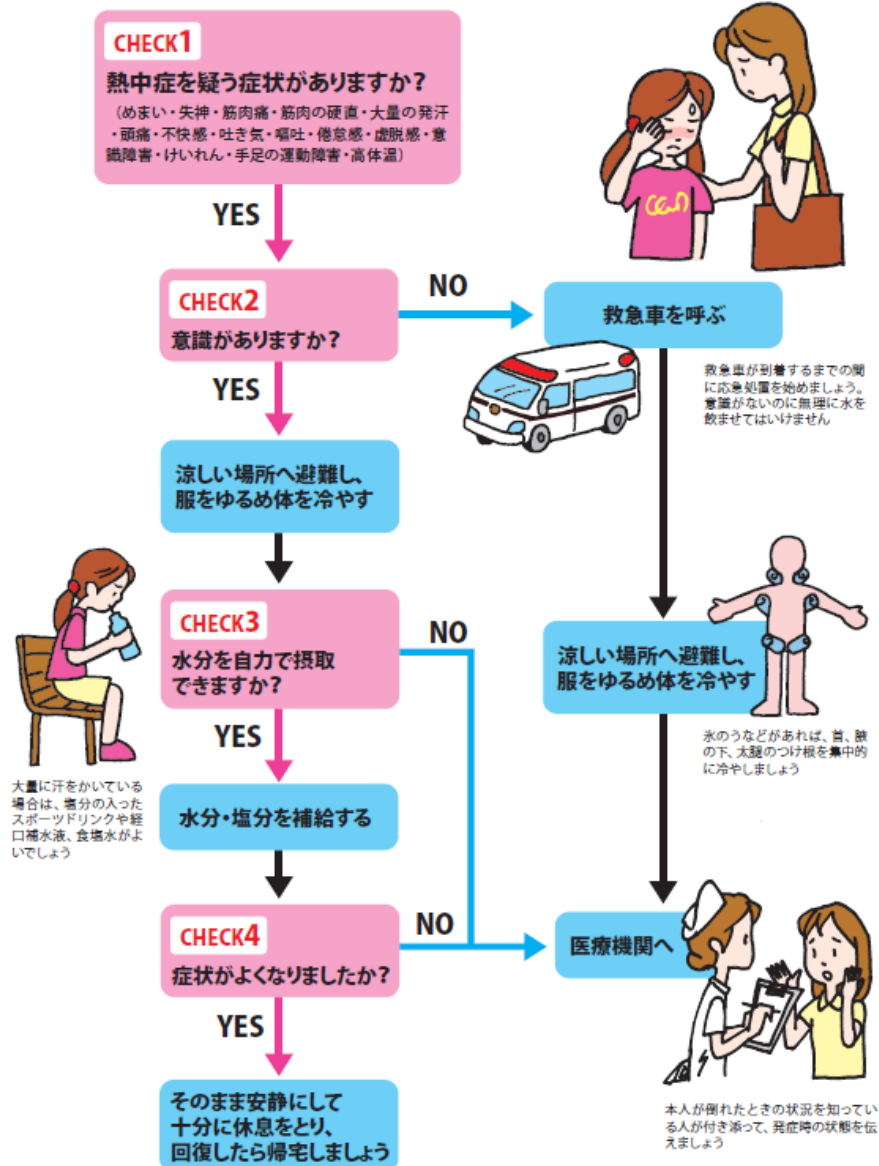 CHECK1
熱中症を疑う症状がありますか？
（めまい・失神・筋肉痛・筋肉の硬直・大量の発汗
・頭痛・不快感・吐き気・嘔吐・倦怠感・虚脱感・意
識障害・けいれん・手足の運動障害・高体温）
YES
CHECK2
意識がありますか？
NO
救急車を呼ぶ
救急車が到着するまでの間
に応急処置を始めましょう。
意識がないのに無理に水を
飲ませてはいけません
YES
涼しい場所へ避難し、
服をゆるめ体を冷やす
CHECK3
水分を自力で摂取
できますか？
NO
涼しい場所へ避難し、
服をゆるめ体を冷やす
氷のうなどがあれば、首、腋
の下、太腿のつけ根を集中的
に冷やしましょう
YES
大量に汗をかいている
場合は、塩分の入った
スポーツドリンクや経
口補水液、食塩水がよ
いでしょう
水分・塩分を補給する
CHECK4
症状がよくなりましたか？
NO
医療機関へ
本人が倒れたときの状況を知ってい
る人が付き添って、発症時の状態を伝
えましょう
YES
そのまま安静にして
十分に休息をとり、
回復したら帰宅しましょう